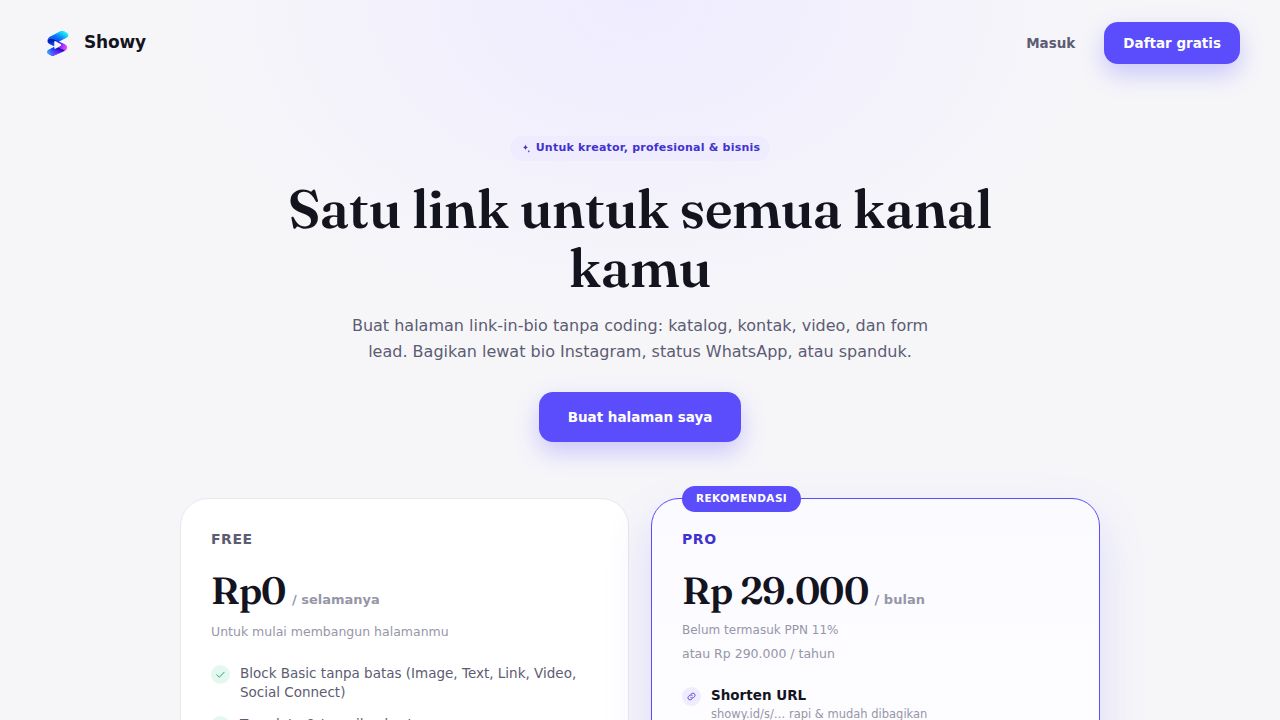 Showy
Masuk
Daftar gratis
Untuk kreator, profesional & bisnis
Satu link untuk semua kanal
kamu
Buat halaman link-in-bio tanpa coding: katalog, kontak, video, dan form
lead. Bagikan lewat bio Instagram, status WhatsApp, atau spanduk.
Buat halaman saya
FREE
Rp0 / selamanya
Untuk mulai membangun halamanmu
Block Basic tanpa batas (Image, Text, Link, Video,
Social Connect)
REKOMENDASI
PRO
Rp 29.000 / bulan
Belum termasuk PPN 11%
atau Rp 290.000 / tahun
Shorten URL
showy.id/s/... rapi & mudah dibagikan